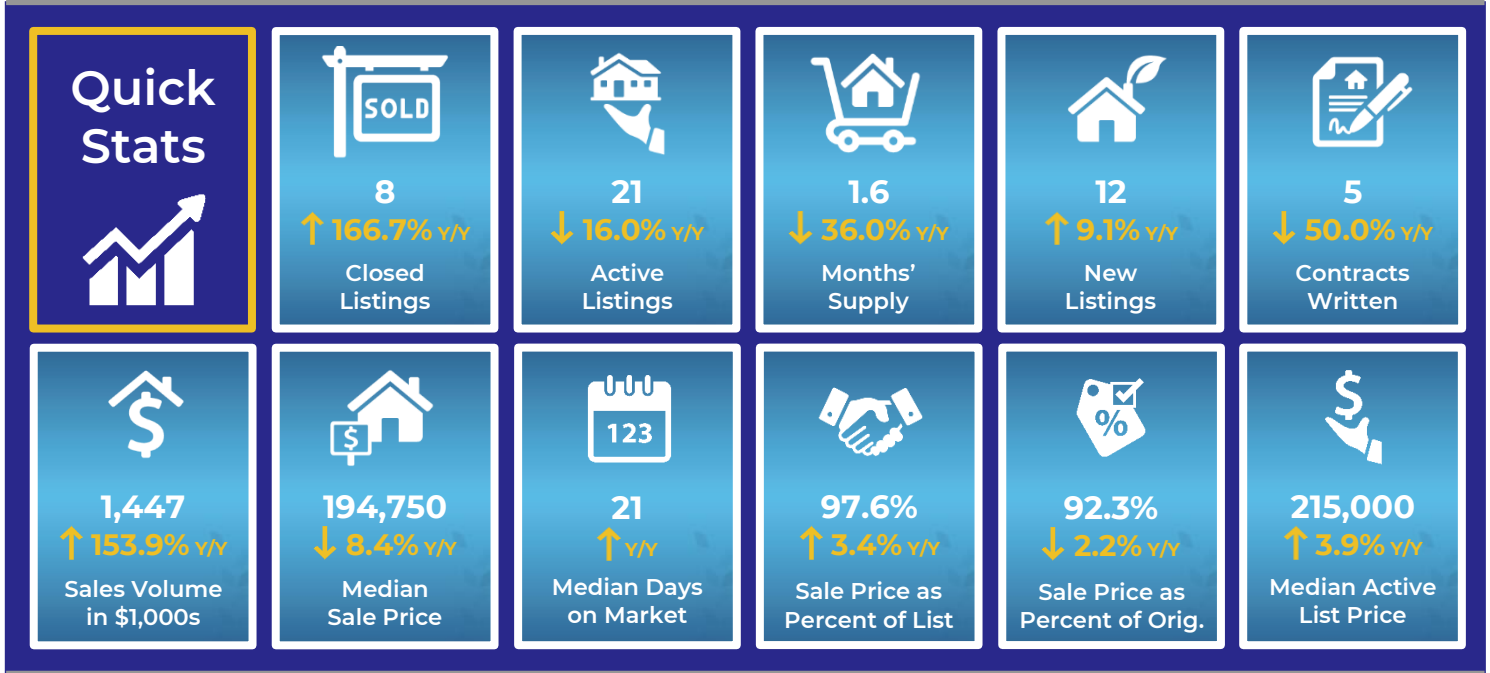 Quick
Stats
SOLD
8
↑ 166.7% Y/Y
Closed
Listings
21
↓ 16.0% Y/Y
Active
Listings
1.6
↓ 36.0% Y/Y
Months’
Supply
12
↑ 9.1% Y/Y
New
Listings
5
↓ 50.0% Y/Y
Contracts
Written
$
1,447
↑ 153.9% Y/Y
Sales Volume
in $1,000s
$
194,750
↓ 8.4% Y/Y
Median
Sale Price
123
21
↑ Y/Y
Median Days
on Market
97.6%
↑ 3.4% Y/Y
Sale Price as
Percent of List
%
92.3%
↓ 2.2% Y/Y
Sale Price as
Percent of Orig.
$
215,000
↑ 3.9% Y/Y
Median Active
List Price